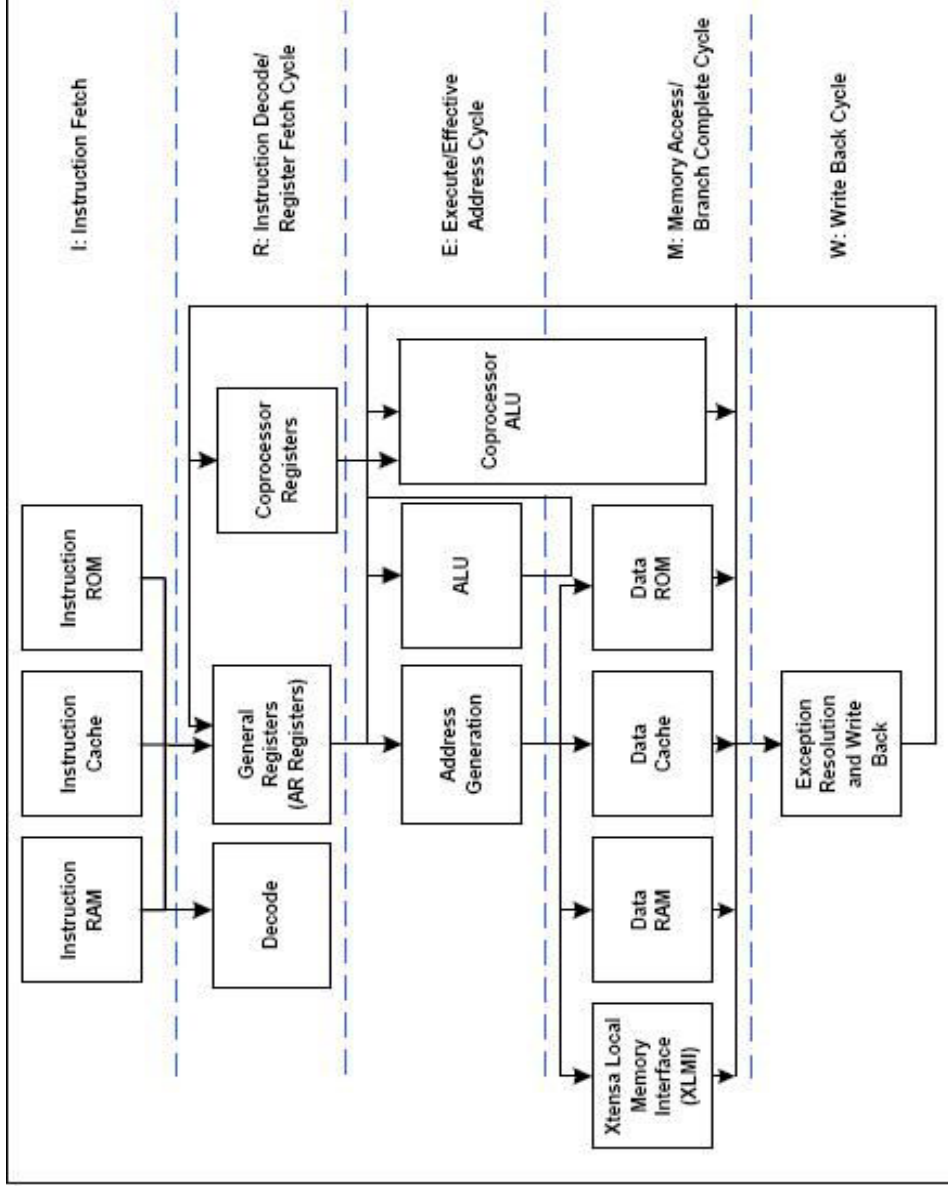 Instruction
RAM
Instruction
Cache
Instruction
ROM
I: Instruction Fetch
Decode
General
Registers
(AR Registers)
Coprocessor
Registers
R: Instruction Decode/
Register Fetch Cycle
Address
Generation
ALU
Coprocessor
ALU
E: Execute/Effective
Address Cycle
Xtensa Local
Memory
Interface
(XLMI)
Data
RAM
Data
Cache
Data
ROM
M: Memory Access/
Branch Complete Cycle
Exception
Resolution
and Write
Back
W: Write Back Cycle